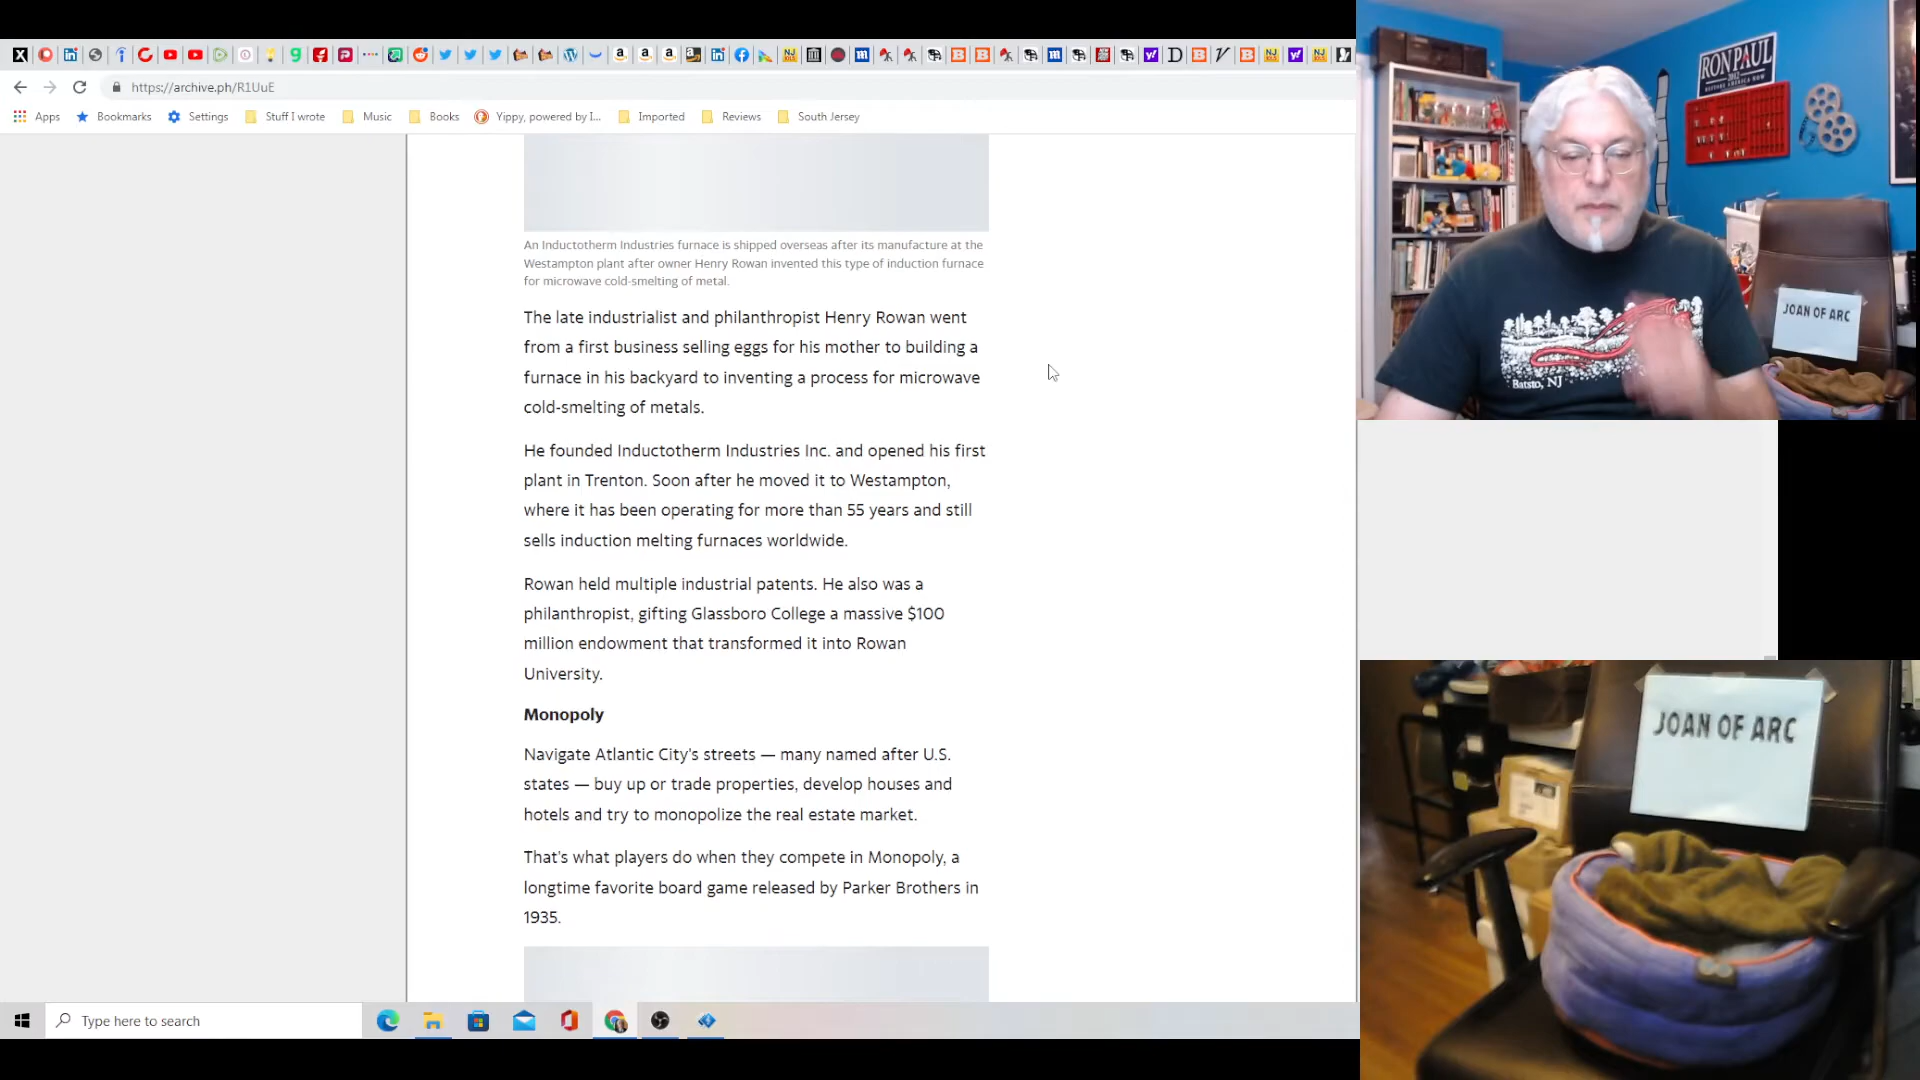 https://archive.ph/R1UuE
Apps Bookmarks Settings Stuff I wrote Music Books Yippy, powered by I... Imported Reviews South Jersey
An Inductotherm Industries furnace is shipped overseas after its manufacture at the
Westampton plant after owner Henry Rowan invented this type of induction furnace
for microwave cold-smelting of metal.
The late industrialist and philanthropist Henry Rowan went
from a first business selling eggs for his mother to building a
furnace in his backyard to inventing a process for microwave
cold-smelting of metals.
He founded Inductotherm Industries Inc. and opened his first
plant in Trenton. Soon after he moved it to Westampton,
where it has been operating for more than 55 years and still
sells induction melting furnaces worldwide.
Rowan held multiple industrial patents. He also was a
philanthropist, gifting Glassboro College a massive $100
million endowment that transformed it into Rowan
University.
Monopoly
Navigate Atlantic City's streets — many named after U.S.
states — buy up or trade properties, develop houses and
hotels and try to monopolize the real estate market.
That's what players do when they compete in Monopoly, a
longtime favorite board game released by Parker Brothers in
1935.
Type here to search
RON PAUL
2012
RESTORE AMERICA NOW
JOAN OF ARC
Batsto, NJ
JOAN OF ARC